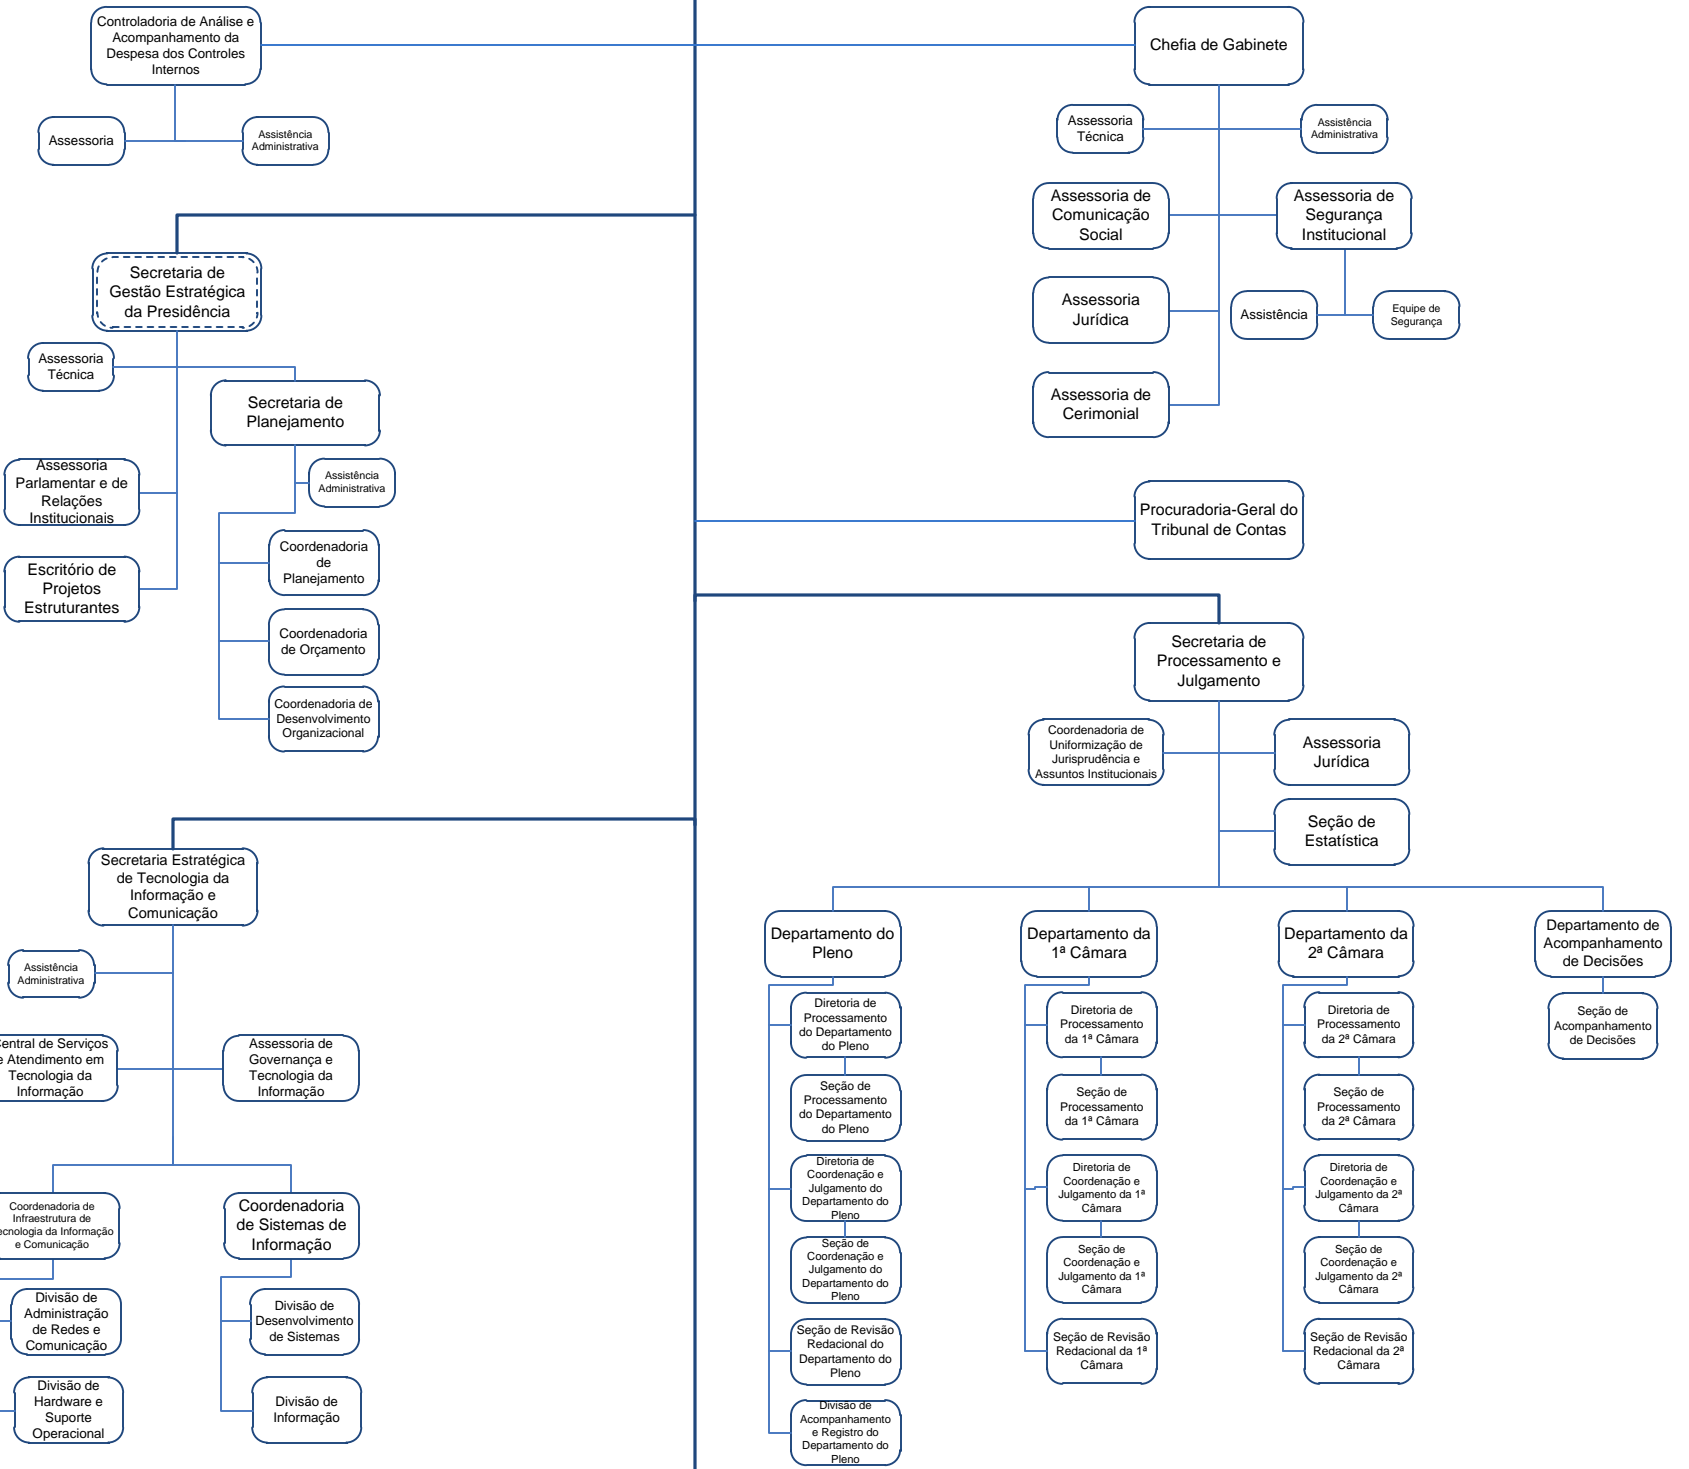 Controladoria de Análise e
Acompanhamento da
Despesa dos Controles
Internos
Assessoria
Assistência
Administrativa
Chefia de Gabinete
Assessoria
Técnica
Assistência
Administrativa
Assessoria de
Comunicação
Social
Assessoria de
Segurança
Institucional
Assessoria
Jurídica
Assistência
Equipe de
Segurança
Assessoria de
Cerimonial
Secretaria de
Gestão Estratégica
da Presidência
Assessoria
Técnica
Secretaria de
Planejamento
Assessoria
Parlamentar e de
Relações
Institucionais
Assistência
Administrativa
Escritório de
Projetos
Estruturantes
Coordenadoria
de
Planejamento
Coordenadoria
de Orçamento
Coordenadoria de
Desenvolvimento
Organizacional
Procuradoria-Geral do
Tribunal de Contas
Secretaria de
Processamento e
Julgamento
Coordenadoria de
Uniformização de
Jurisprudência e
Assuntos Institucionais
Assessoria
Jurídica
Seção de
Estatística
Secretaria Estratégica
de Tecnologia da
Informação e
Comunicação
Assistência
Administrativa
de Serviços
Atendimento em
Tecnologia da
Informação
Assessoria de
Governança e
Tecnologia da
Informação
Coordenadoria de
Infraestrutura de
da Informação
e Comunicação
Coordenadoria
de Sistemas de
Informação
Divisão de
Administração
de Redes e
Comunicação
Divisão de
Desenvolvimento
de Sistemas
Divisão de
Hardware e
Suporte
Operacional
Divisão de
Informação
Departamento do
Pleno
Diretoria de
Processamento
do Departamento
do Pleno
Seção de
Processamento
do Departamento
do Pleno
Diretoria de
Coordenação e
Julgamento do
Departamento do
Pleno
Seção de
Coordenação e
Julgamento do
Departamento do
Pleno
Seção de Revisão
Redacional do
Departamento do
Pleno
Divisão de
Acompanhamento
e Registro do
Departamento do
Pleno
Departamento da
1ª Câmara
Diretoria de
Processamento
da 1ª Câmara
Seção de
Processamento
da 1ª Câmara
Diretoria de
Coordenação e
Julgamento da 1ª
Câmara
Seção de
Coordenação e
Julgamento da 1ª
Câmara
Seção de Revisão
Redacional da 1ª
Câmara
Departamento da
2ª Câmara
Diretoria de
Processamento
da 2ª Câmara
Seção de
Processamento
da 2ª Câmara
Diretoria de
Coordenação e
Julgamento da 2ª
Câmara
Seção de
Coordenação e
Julgamento da 2ª
Câmara
Seção de Revisão
Redacional da 2ª
Câmara
Departamento de
Acompanhamento
de Decisões
Seção de
Acompanhamento
de Decisões